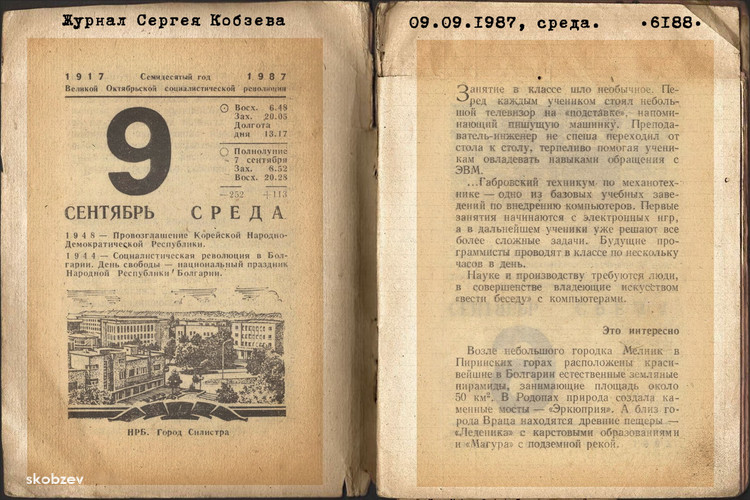 Журнал Сергея Кобзева
09.09.1987, среда.
·6188·
1917 Семидесятый год 1987
Великой Октябрьской социалистической революции
9
Восх. 6.48
Зах. 20.05
Долгота
дня 13.17
Полнолуние
7 сентября
Зах. 8.52
Восх. 20.28
—252 +113
СЕНТЯБРЬ СРЕДА
1948 — Провозглашение Корейской Народно-
Демократической Республики.
1944 — Социалистическая революция в Бол-
гарии. День свободы — национальный праздник
Народной Республики Болгарии.
НРБ. Город Силистра
skobzev
Занятие в классе шло необычное. Пе-
ред каждым учеником стоял неболь-
шой телевизор на «подставке», напоми-
нающий пишущую машинку. Препода-
ватель-инженер не спеша переходил от
стола к столу, терпеливо помогая учени-
кам овладевать навыками обращения с
ЭВМ.
...Габровский техникум по механотех-
нике — одно из базовых учебных заве-
дений по внедрению компьютеров. Первые
занятия начинаются с электронных игр,
а в дальнейшем ученики уже решают все
более сложные задачи. Будущие про-
граммисты проводят в классе по нескольку
часов в день.
Науке и производству требуются люди,
в совершенстве владеющие искусством
«вести беседу» с компьютерами.
Это интересно
Возле небольшого городка Мелник в
Пиринских горах расположены краси-
вейшие в Болгарии естественные земляные
пирамиды, занимающие площадь около
50 км². В Родопах природа создала ка-
менные мосты — «Эркюприя». А близ го-
рода Враца находятся древние пещеры —
«Леденика» с карстовыми образованиями
и «Магура» с подземной рекой.